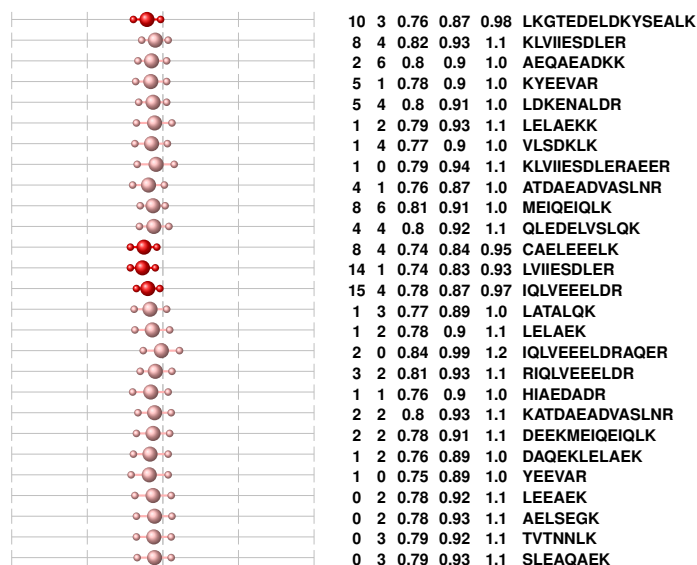 10 3 0.76 0.87 0.98 LKGTEDELDKYSEALK
8 4 0.82 0.93 1.1 KLVIIESDLER
2 6 0.8 0.9 1.0 AEQAEADKK
5 1 0.78 0.9 1.0 KYEEVAR
5 4 0.8 0.91 1.0 LDKENALDR
1 2 0.79 0.93 1.1 LELAEKK
1 4 0.77 0.9 1.0 VLSDKLK
1 0 0.79 0.94 1.1 KLVIIESDLERAEER
4 1 0.76 0.87 1.0 ATDAEADVASLNR
8 6 0.81 0.91 1.0 MEIQEIQLK
4 4 0.8 0.92 1.1 QLEDELVSLQK
8 4 0.74 0.84 0.95 CAELEEELK
14 1 0.74 0.83 0.93 LVIIESDLER
15 4 0.78 0.87 0.97 IQLVEEELDR
1 3 0.77 0.89 1.0 LATALQK
1 2 0.78 0.9 1.1 LELAEK
2 0 0.84 0.99 1.2 IQLVEEELDRAQER
3 2 0.81 0.93 1.1 RIQLVEEELDR
1 1 0.76 0.9 1.0 HIAEDADR
2 2 0.8 0.93 1.1 KATDAEADVASLNR
2 2 0.78 0.91 1.1 DEEKMEIQEIQLK
1 2 0.76 0.89 1.0 DAQEKLELAEK
1 0 0.75 0.89 1.0 YEEVAR
0 2 0.78 0.92 1.1 LEEAEK
0 2 0.78 0.93 1.1 AELSEGK
0 3 0.79 0.92 1.1 TVTNNLK
0 3 0.79 0.93 1.1 SLEAQAEK